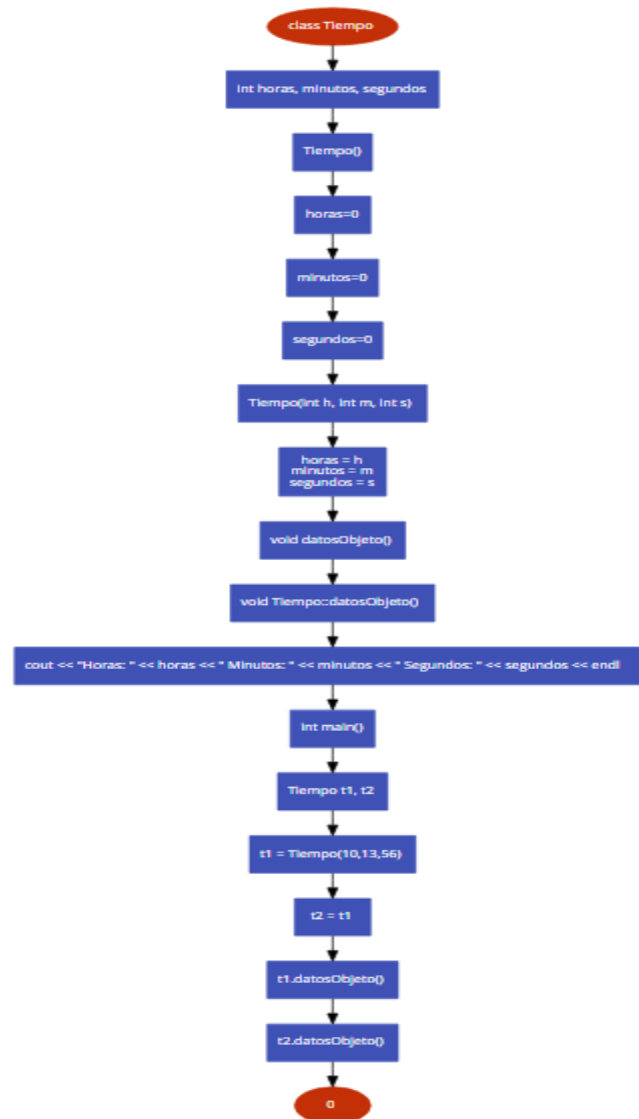 class Tiempo
int horas, minutos, segundos
Tiempo()
horas=0
minutos=0
segundos=0
Tiempo(int h, int m, int s)
horas = h
minutos = m
segundos = s
void datosObjeto()
void Tiempo::datosObjeto()
cout << "Horas: " << horas << " Minutos: " << minutos << " Segundos: " << segundos << endl
int main()
Tiempo t1, t2
t1 = Tiempo(10,13,56)
t2 = t1
t1.datosObjeto()
t2.datosObjeto()
0